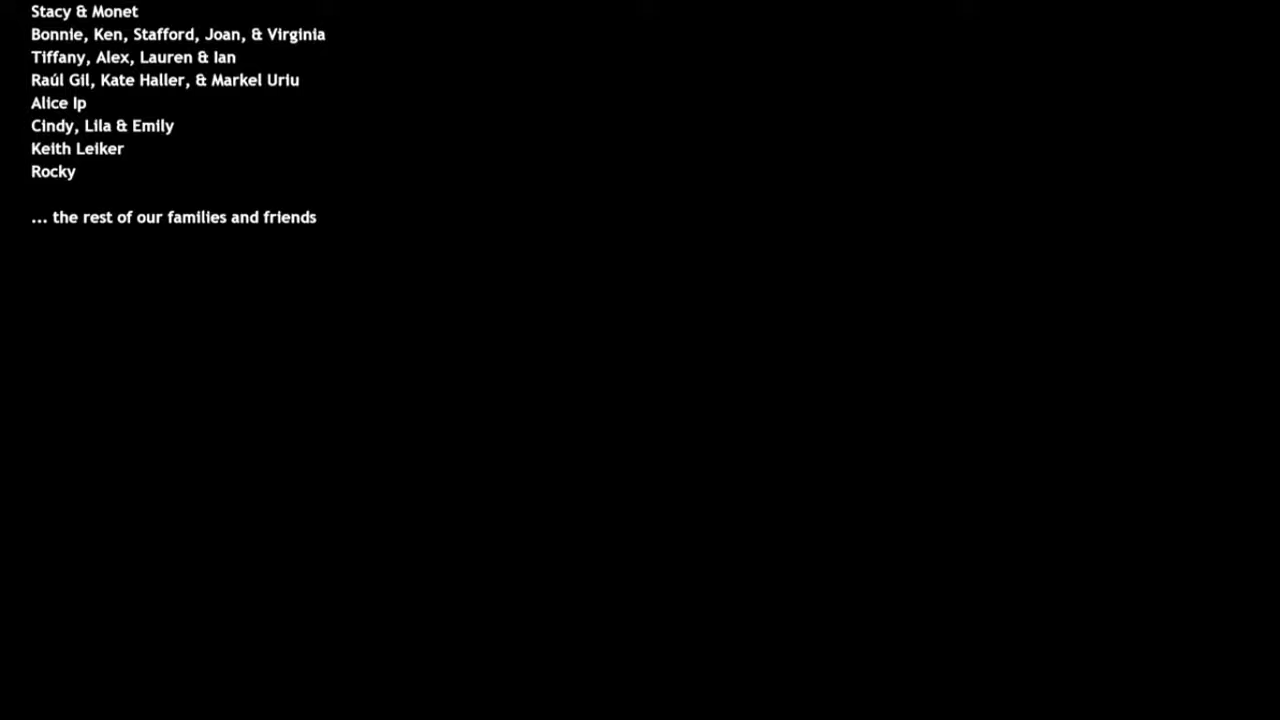 Stacy & Monet
Bonnie, Ken, Stafford, Joan, & Virginia
Tiffany, Alex, Lauren & Ian
Raúl Gil, Kate Haller, & Markel Uriu
Alice Ip
Cindy, Lila & Emily
Keith Leiker
Rocky
... the rest of our families and friends